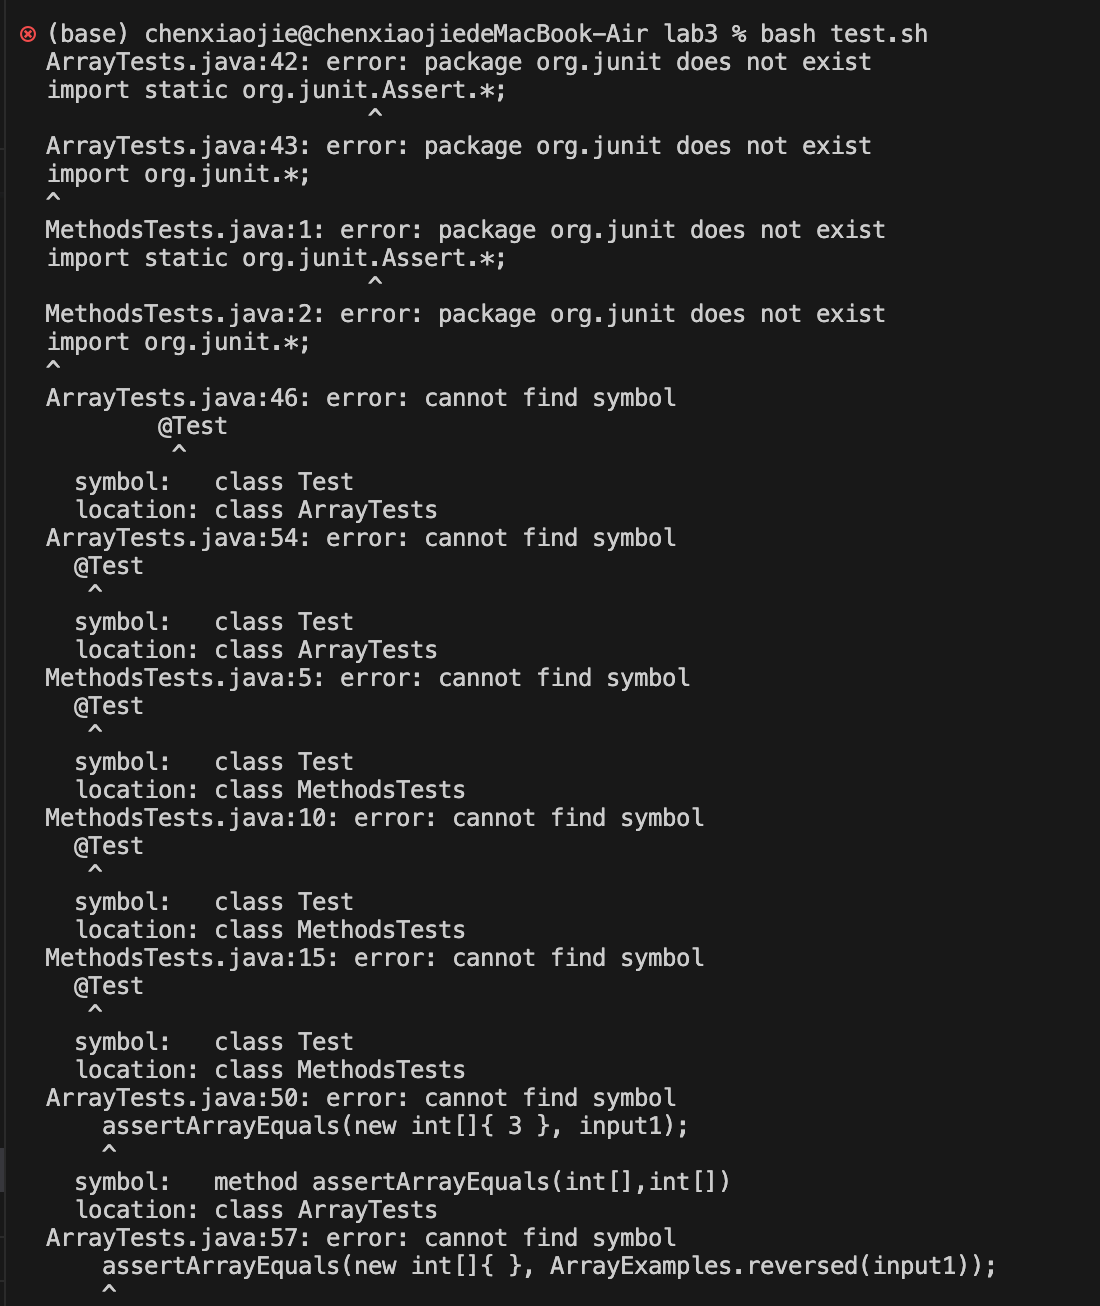 (base) chenxiaojie@chenxiaojiedeMacBook-Air lab3 % bash test.sh
ArrayTests.java:42: error: package org.junit does not exist
import static org.junit.Assert.*;
^
ArrayTests.java:43: error: package org.junit does not exist
import org.junit.*;
^
MethodsTests.java:1: error: package org.junit does not exist
import static org.junit.Assert.*;
^
MethodsTests.java:2: error: package org.junit does not exist
import org.junit.*;
^
ArrayTests.java:46: error: cannot find symbol
@Test
^
symbol:   class Test
location: class ArrayTests
ArrayTests.java:54: error: cannot find symbol
@Test
^
symbol:   class Test
location: class ArrayTests
MethodsTests.java:5: error: cannot find symbol
@Test
^
symbol:   class Test
location: class MethodsTests
MethodsTests.java:10: error: cannot find symbol
@Test
^
symbol:   class Test
location: class MethodsTests
MethodsTests.java:15: error: cannot find symbol
@Test
^
symbol:   class Test
location: class MethodsTests
ArrayTests.java:50: error: cannot find symbol
assertArrayEquals(new int[]{ 3 }, input1);
^
symbol:   method assertArrayEquals(int[],int[])
location: class ArrayTests
ArrayTests.java:57: error: cannot find symbol
assertArrayEquals(new int[]{ }, ArrayExamples.reversed(input1));
^